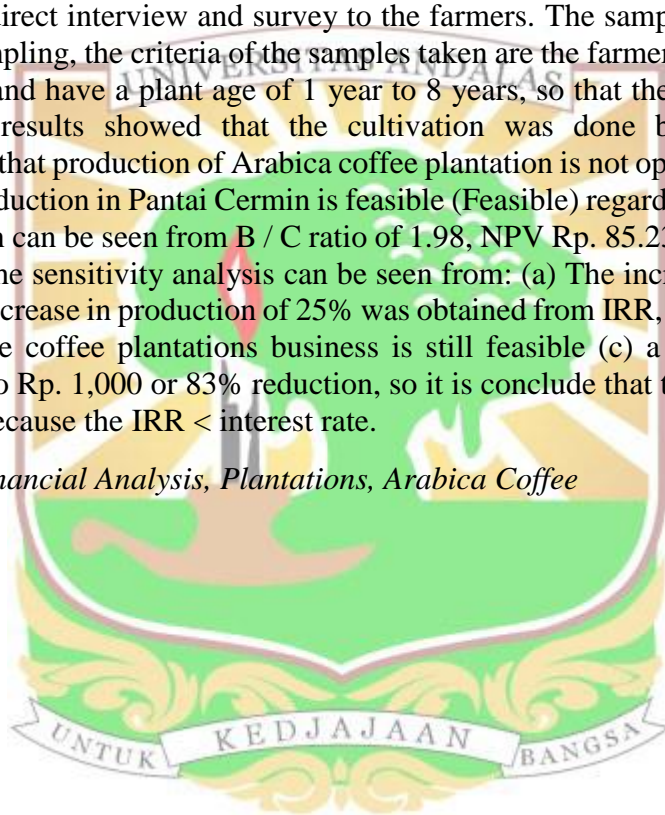 direct interview and survey to the farmers. The samp
pling, the criteria of the samples taken are the farmer
UNIVERSITAS ANDALAS
and have a plant age of 1 year to 8 years, so that the
results showed that the cultivation was done b
that production of Arabica coffee plantation is not op
duction in Pantai Cermin is feasible (Feasible) regard
n can be seen from B / C ratio of 1.98, NPV Rp. 85.23
he sensitivity analysis can be seen from: (a) The incr
crease in production of 25% was obtained from IRR,
e coffee plantations business is still feasible (c) a
o Rp. 1,000 or 83% reduction, so it is conclude that t
ecause the IRR < interest rate.
nancial Analysis, Plantations, Arabica Coffee
UNTUK KEDJAJAAN BANGSA